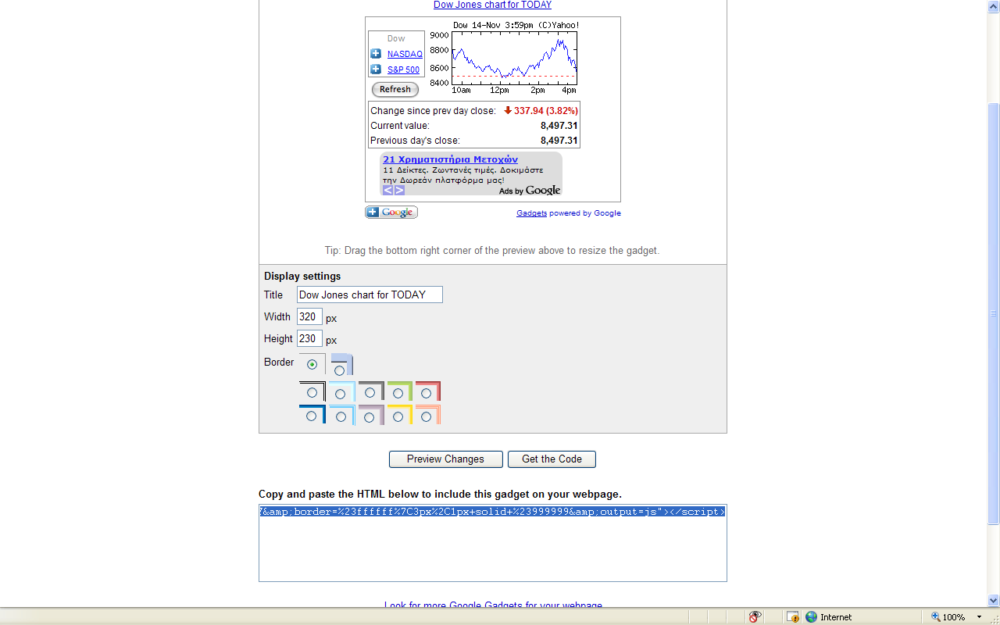 Dow Jones chart for TODAY
Dow 14-Nov 3:59pm (C)Yahoo!
Dow
NASDAQ
S&P 500
Refresh
9000
8800
8600
8400
10am 12pm 2pm 4pm
Change since prev day close: 337.94 (3.82%)
Current value: 8,497.31
Previous day's close: 8,497.31
21 Χρηματιστήρια Μετοχών
11 Δείκτες. Ζωντανές τιμές. Δοκιμάστε
την Δωρεάν πλατφόρμα μας!
< > Ads by Google
Google
Gadgets powered by Google
Tip: Drag the bottom right corner of the preview above to resize the gadget.
Display settings
Title Dow Jones chart for TODAY
Width 320 px
Height 230 px
Border
Preview Changes Get the Code
Copy and paste the HTML below to include this gadget on your webpage.
&amp;border=%23ffffff%7C3px%2C1px+solid+%23999999&amp;output=js"></script>
Look for more Google Gadgets for your webpage
Internet 100%